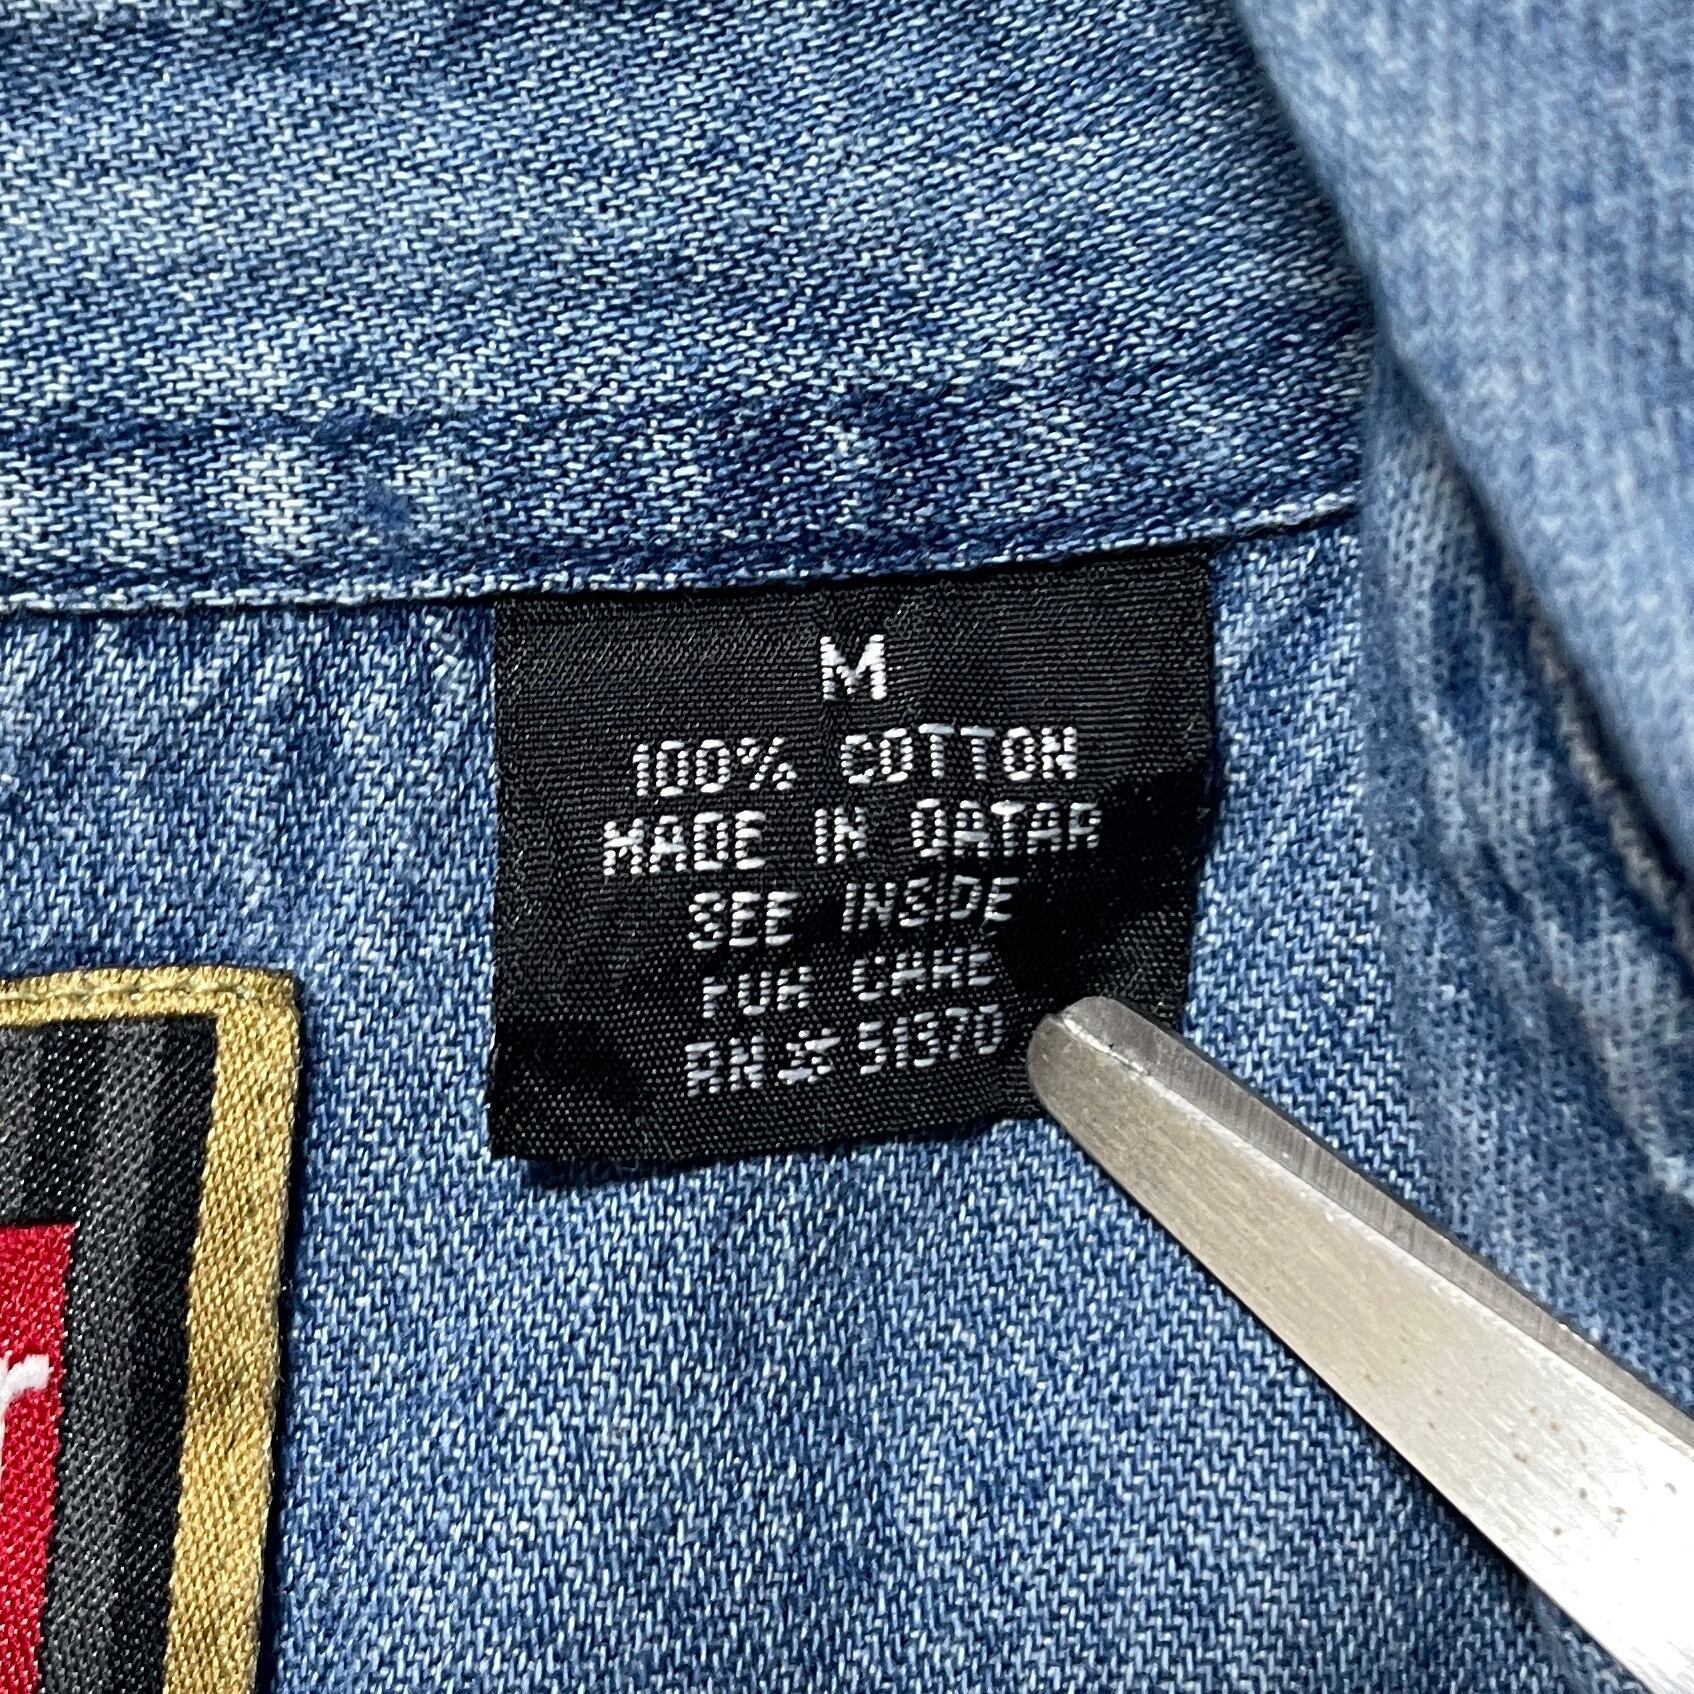 M
100% COTTON
MADE IN QATAR
SEE INSIDE
FOR CARE
RN# 51370
r